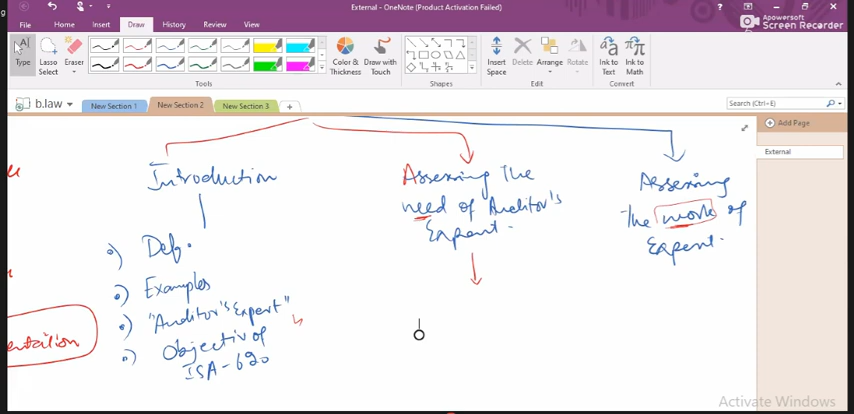 External - OneNote (Product Activation Failed)
Apowersoft
Screen Recorder
File Home Insert Draw History Review View
Type
Lasso Select
Eraser
Color & Thickness
Draw with Touch
Insert Space
Delete
Arrange
Rotate
Ink to Text
Ink to Math
Tools
Shapes
Edit
Convert
b.law New Section 1 New Section 2 New Section 3
Search (Ctrl+E)
Add Page
External
Introduction
.) Def.
.) Examples
.) "Auditor's Expert"
.) Objectiv of
ISA-620
Assessing the
need of Auditor's
Expert.
Assessing
the work of
Expert.
entation
Activate Windows